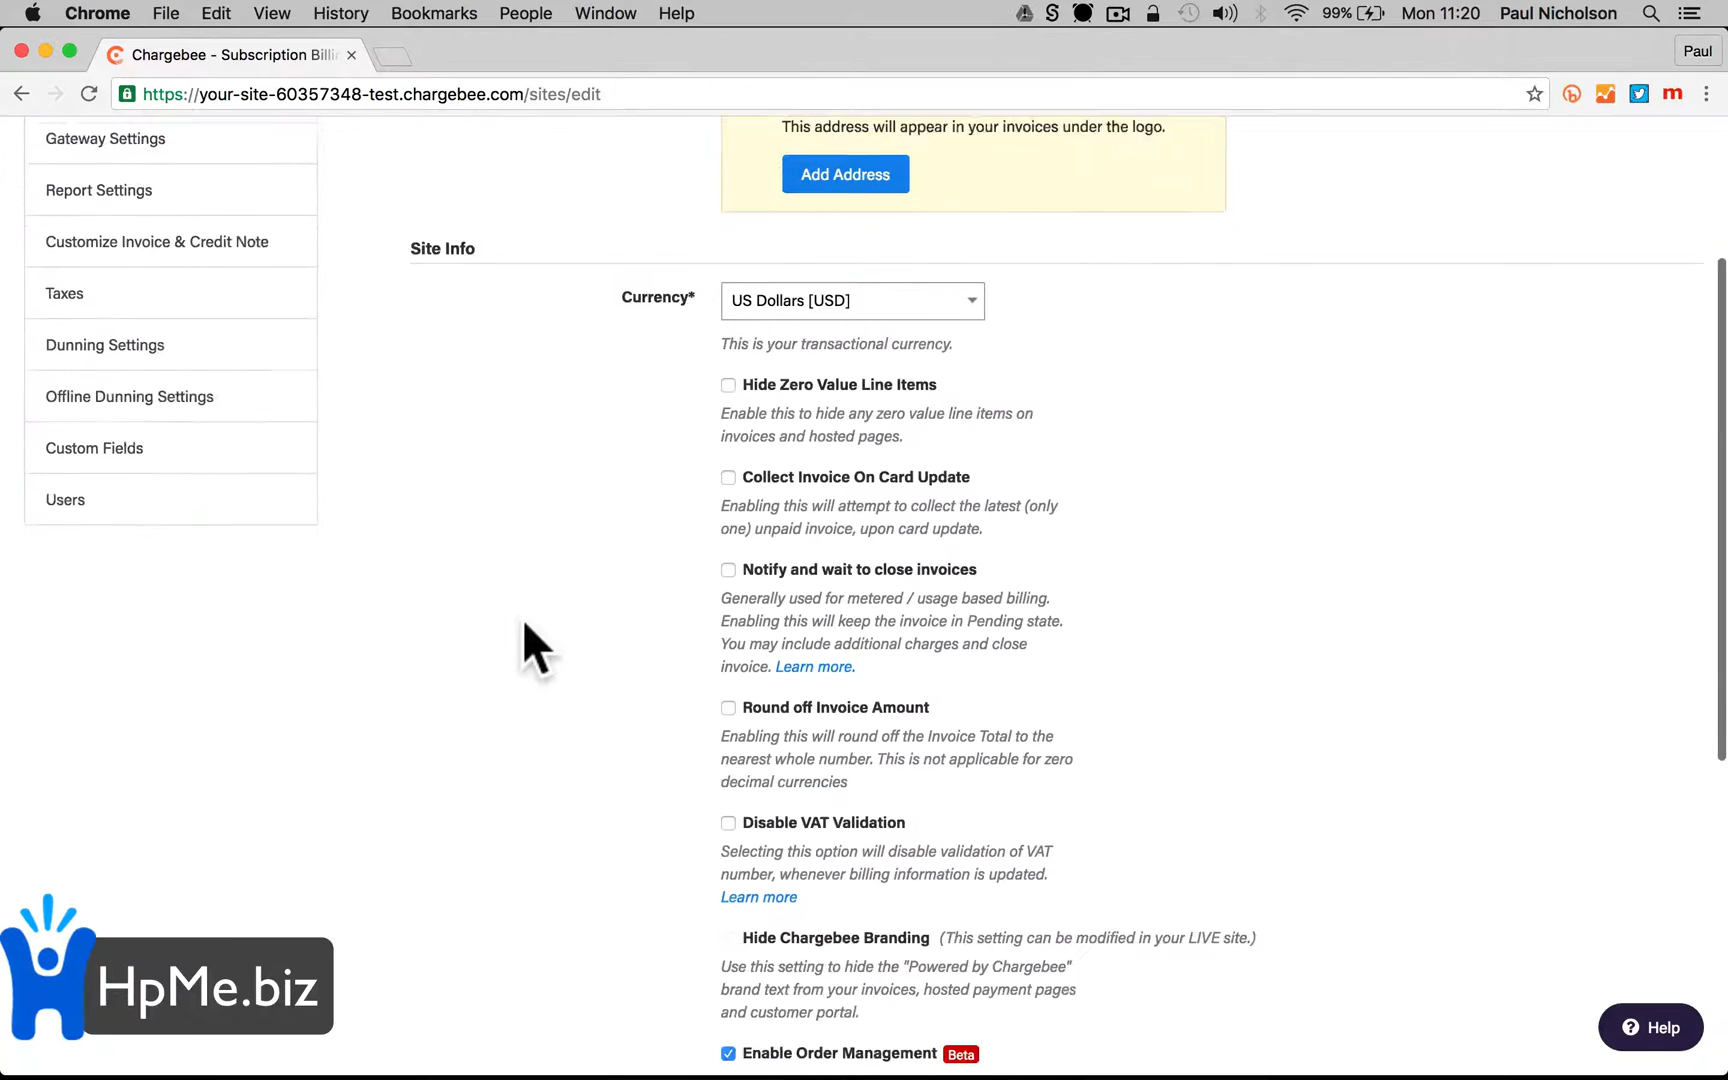 Chrome File Edit View History Bookmarks People Window Help 99% Mon 11:20 Paul Nicholson
Chargebee - Subscription Billi
Paul
https://your-site-60357348-test.chargebee.com/sites/edit
Gateway Settings
Report Settings
Customize Invoice & Credit Note
Taxes
Dunning Settings
Offline Dunning Settings
Custom Fields
Users
This address will appear in your invoices under the logo.
Add Address
Site Info
Currency* US Dollars [USD]
This is your transactional currency.
Hide Zero Value Line Items
Enable this to hide any zero value line items on
invoices and hosted pages.
Collect Invoice On Card Update
Enabling this will attempt to collect the latest (only
one) unpaid invoice, upon card update.
Notify and wait to close invoices
Generally used for metered / usage based billing.
Enabling this will keep the invoice in Pending state.
You may include additional charges and close
invoice. Learn more.
Round off Invoice Amount
Enabling this will round off the Invoice Total to the
nearest whole number. This is not applicable for zero
decimal currencies
Disable VAT Validation
Selecting this option will disable validation of VAT
number, whenever billing information is updated.
Learn more
Hide Chargebee Branding (This setting can be modified in your LIVE site.)
Use this setting to hide the "Powered by Chargebee"
brand text from your invoices, hosted payment pages
and customer portal.
Enable Order Management Beta
HpMe.biz
Help